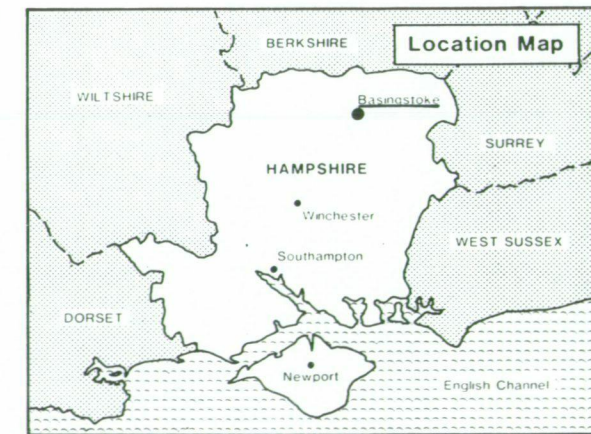 BERKSHIRE
Location Map
WILTSHIRE
Basingstoke
SURREY
HAMPSHIRE
Winchester
WEST SUSSEX
Southampton
DORSET
Newport
English Channel